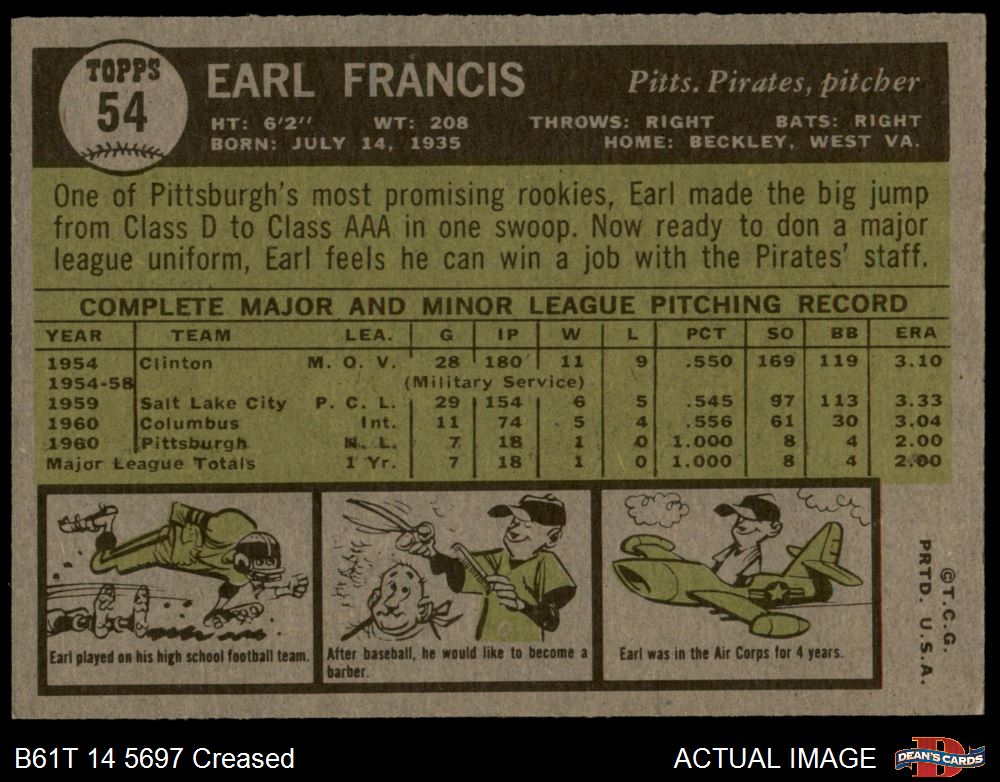 TOPPS
54
EARL FRANCIS
Pitts. Pirates, pitcher
HT: 6'2" WT: 208 THROWS: RIGHT BATS: RIGHT
BORN: JULY 14, 1935 HOME: BECKLEY, WEST VA.
One of Pittsburgh's most promising rookies, Earl made the big jump
from Class D to Class AAA in one swoop. Now ready to don a major
league uniform, Earl feels he can win a job with the Pirates' staff.
COMPLETE MAJOR AND MINOR LEAGUE PITCHING RECORD
YEAR TEAM LEA. G IP W L PCT SO BB ERA
1954 Clinton M. O. V. 28 180 11 9 .550 169 119 3.10
1954-58 (Military Service)
1959 Salt Lake City P. C. L. 29 154 6 5 .545 97 113 3.33
1960 Columbus Int. 11 74 5 4 .556 61 30 3.04
1960 Pittsburgh N. L. 7 18 1 0 1.000 8 4 2.00
Major League Totals 1 Yr. 7 18 1 0 1.000 8 4 2.00
Earl played on his high school football team.
After baseball, he would like to become a
barber.
Earl was in the Air Corps for 4 years.
© T.C.G.
PRTD. U.S.A.
B61T 14 5697 Creased
ACTUAL IMAGE
D
DEAN'S CARDS